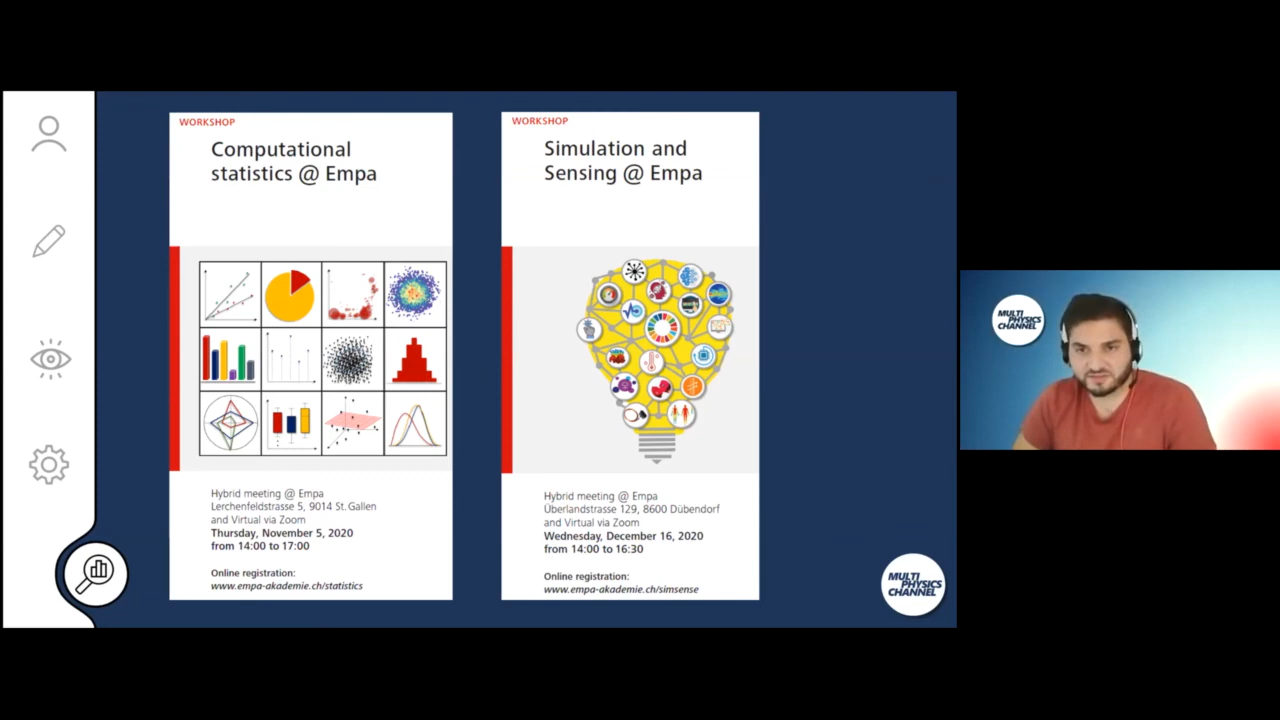 WORKSHOP
Computational
statistics @ Empa
Hybrid meeting @ Empa
Lerchenfeldstrasse 5, 9014 St. Gallen
and Virtual via Zoom
Thursday, November 5, 2020
from 14:00 to 17:00
Online registration:
www.empa-akademie.ch/statistics
WORKSHOP
Simulation and
Sensing @ Empa
Hybrid meeting @ Empa
Überlandstrasse 129, 8600 Dübendorf
and Virtual via Zoom
Wednesday, December 16, 2020
from 14:00 to 16:30
Online registration:
www.empa-akademie.ch/simsense
MULTI
PHYSICS
CHANNEL
MULTI
PHYSICS
CHANNEL